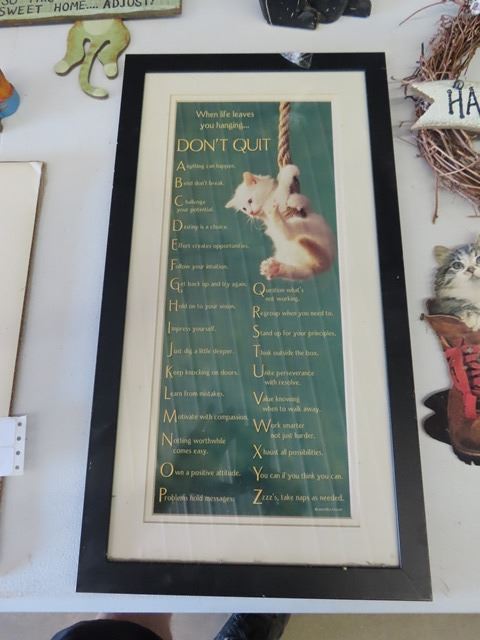 SWEET HOME.... ADJUST!
When life leaves
you hanging...
DON'T QUIT
Anything can happen.
Bend don't break.
Challenge
your potential.
Destiny is a choice.
Effort creates opportunities.
Follow your intuition.
Get back up and try again.
Hold on to your vision.
Impress yourself.
Just dig a little deeper.
Keep knocking on doors.
Learn from mistakes.
Motivate with compassion.
Nothing worthwhile
comes easy.
Own a positive attitude.
Problems hold messages.
Question what's
not working.
Regroup when you need to.
Stand up for your principles.
Think outside the box.
Unite perseverance
with resolve.
Value knowing
when to walk away.
Work smarter
not just harder.
Xhaust all possibilities.
You can if you think you can.
Zzzz's, take naps as needed.
HA